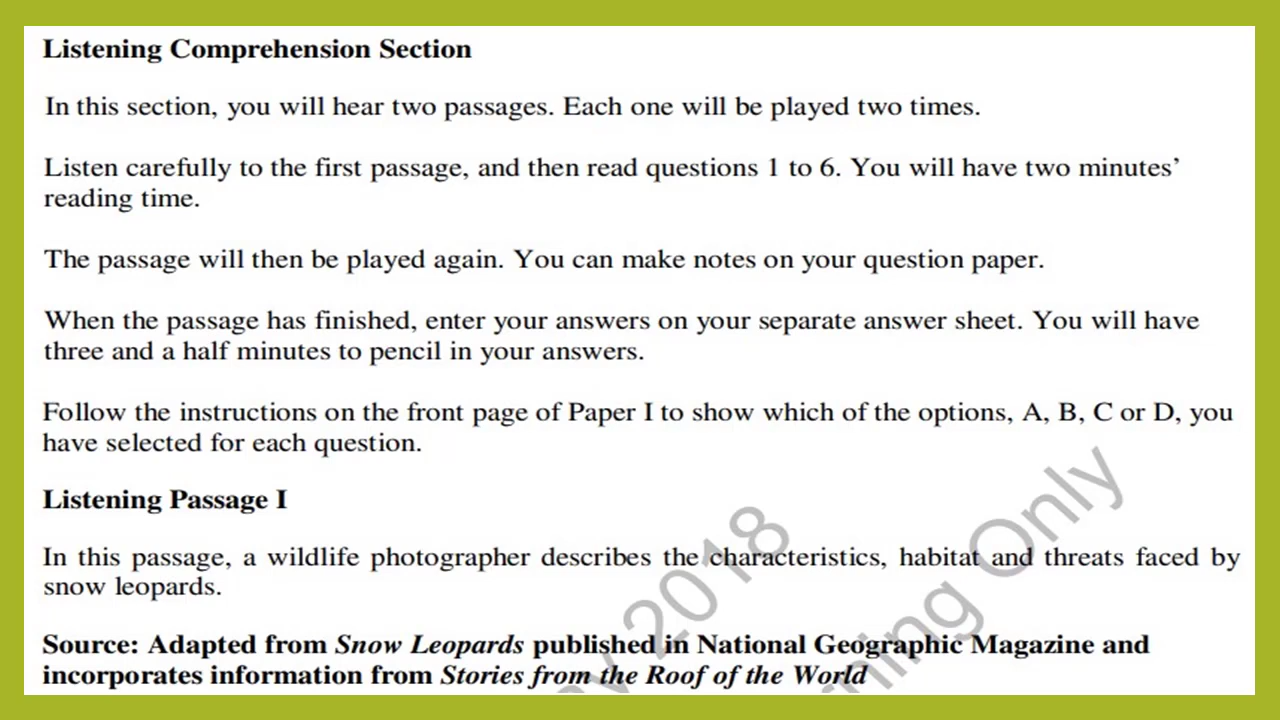 Listening Comprehension Section
In this section, you will hear two passages. Each one will be played two times.
Listen carefully to the first passage, and then read questions 1 to 6. You will have two minutes’
reading time.
The passage will then be played again. You can make notes on your question paper.
When the passage has finished, enter your answers on your separate answer sheet. You will have
three and a half minutes to pencil in your answers.
Follow the instructions on the front page of Paper I to show which of the options, A, B, C or D, you
have selected for each question.
Listening Passage I
In this passage, a wildlife photographer describes the characteristics, habitat and threats faced by
snow leopards.
Source: Adapted from Snow Leopards published in National Geographic Magazine and
incorporates information from Stories from the Roof of the World
2018
Only